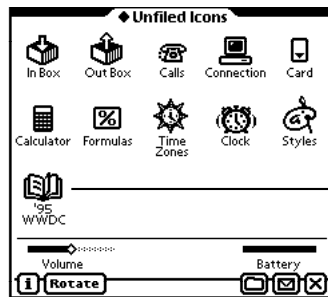 Unfiled Icons
In Box Out Box Calls Connection Card
Calculator Formulas Time Zones Clock Styles
'95 WWDC
Volume Battery
i Rotate